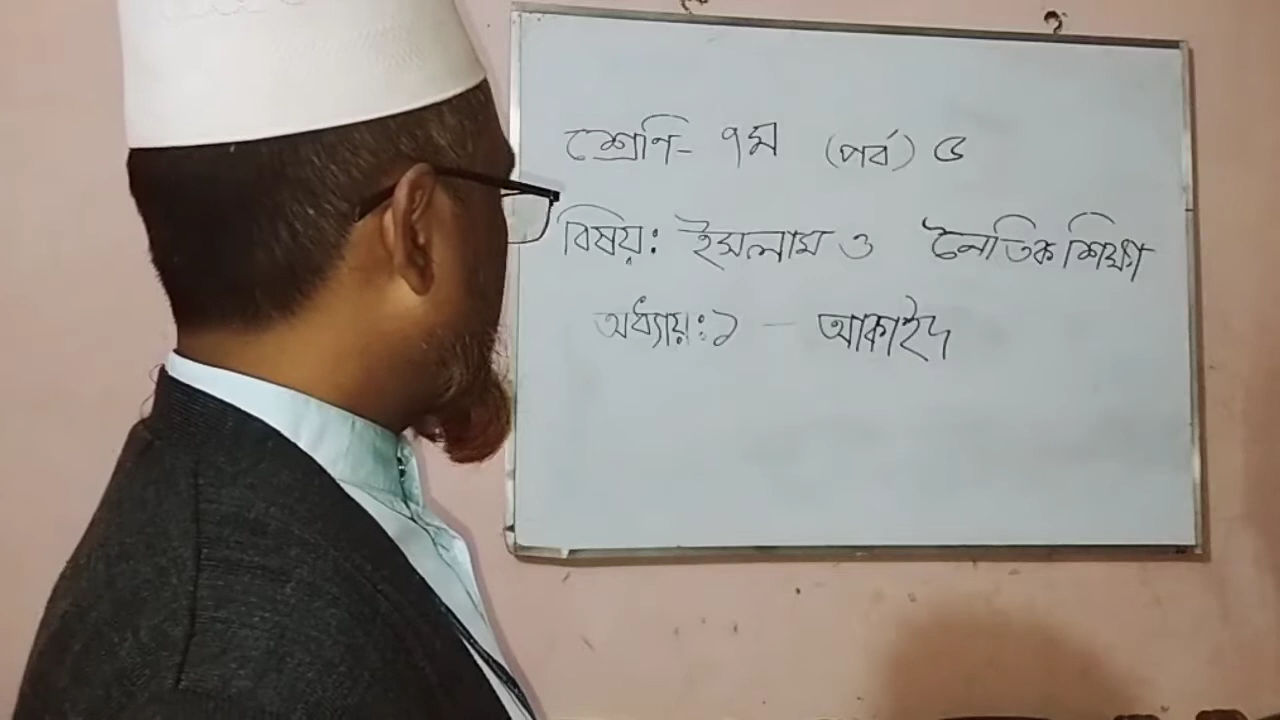 শ্রেণি- ৭ম (পর্ব) ৫
বিষয়: ইসলাম ও নৈতিক শিক্ষা
অধ্যায়: ১ — আকাইদ